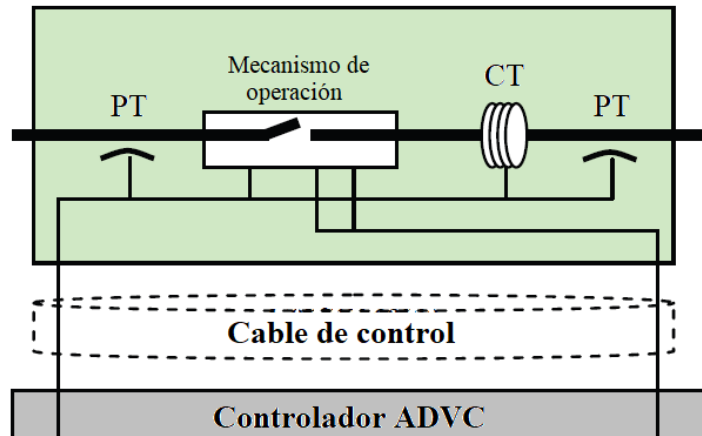 Mecanismo de
operación
PT
CT
PT
Cable de control
Controlador ADVC